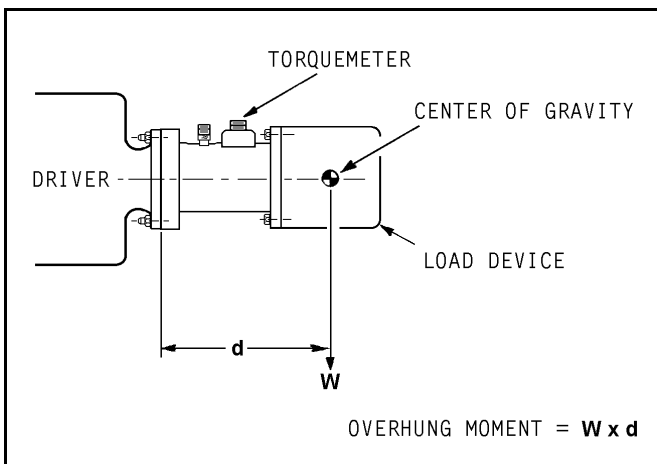 TORQUEMETER
CENTER OF GRAVITY
DRIVER
LOAD DEVICE
d
W
OVERHUNG MOMENT = W x d